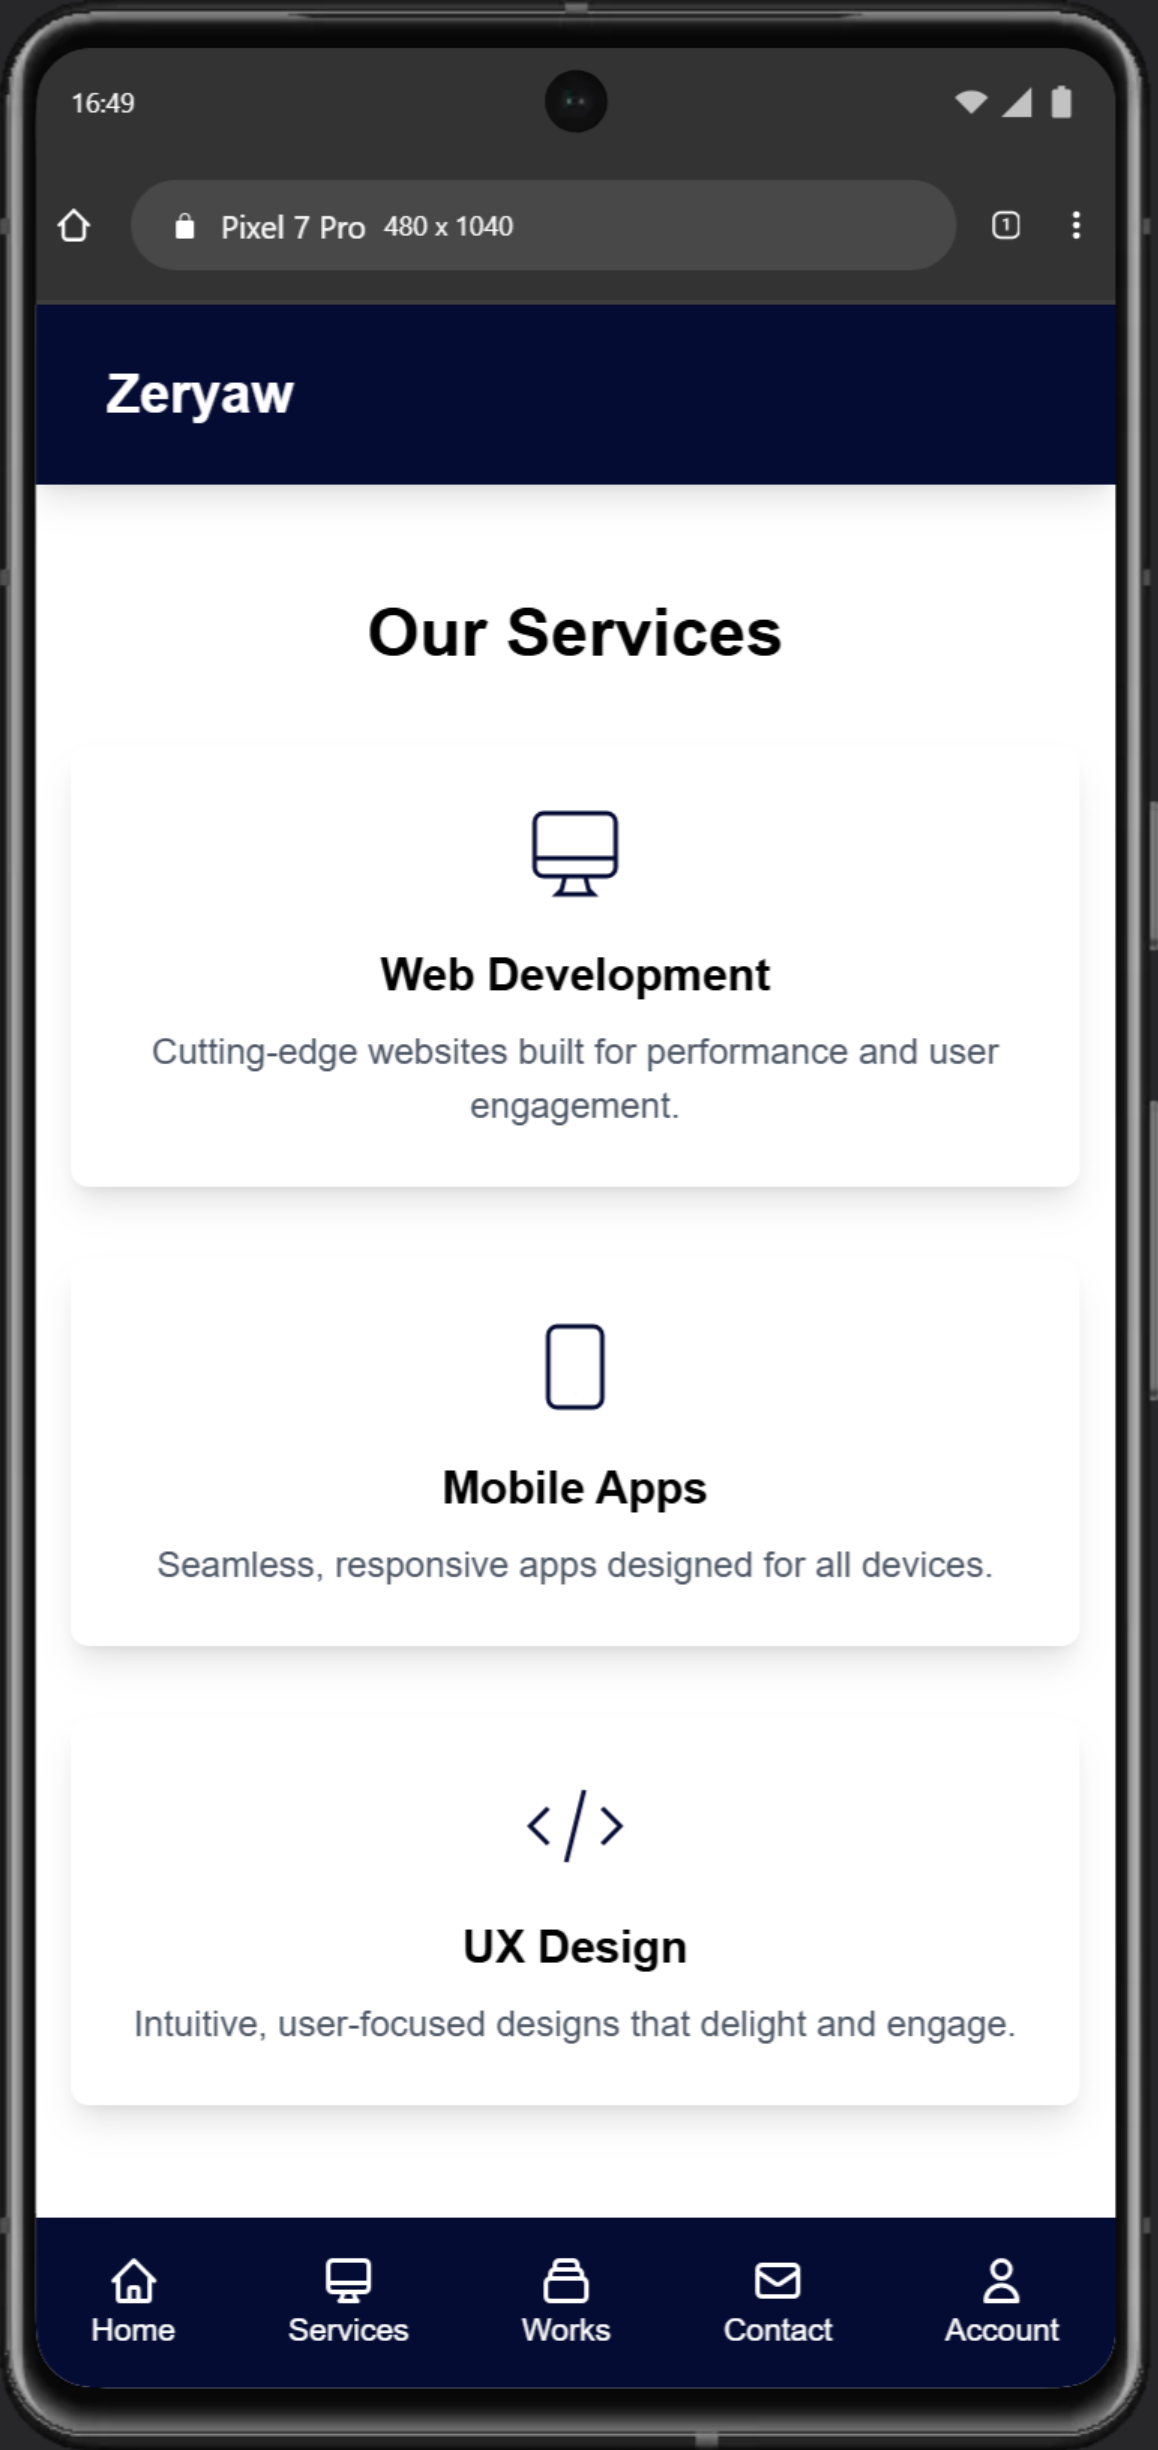 16:49
Pixel 7 Pro 480 x 1040
1
Zeryaw
Our Services
Web Development
Cutting-edge websites built for performance and user
engagement.
Mobile Apps
Seamless, responsive apps designed for all devices.
UX Design
Intuitive, user-focused designs that delight and engage.
Home Services Works Contact Account